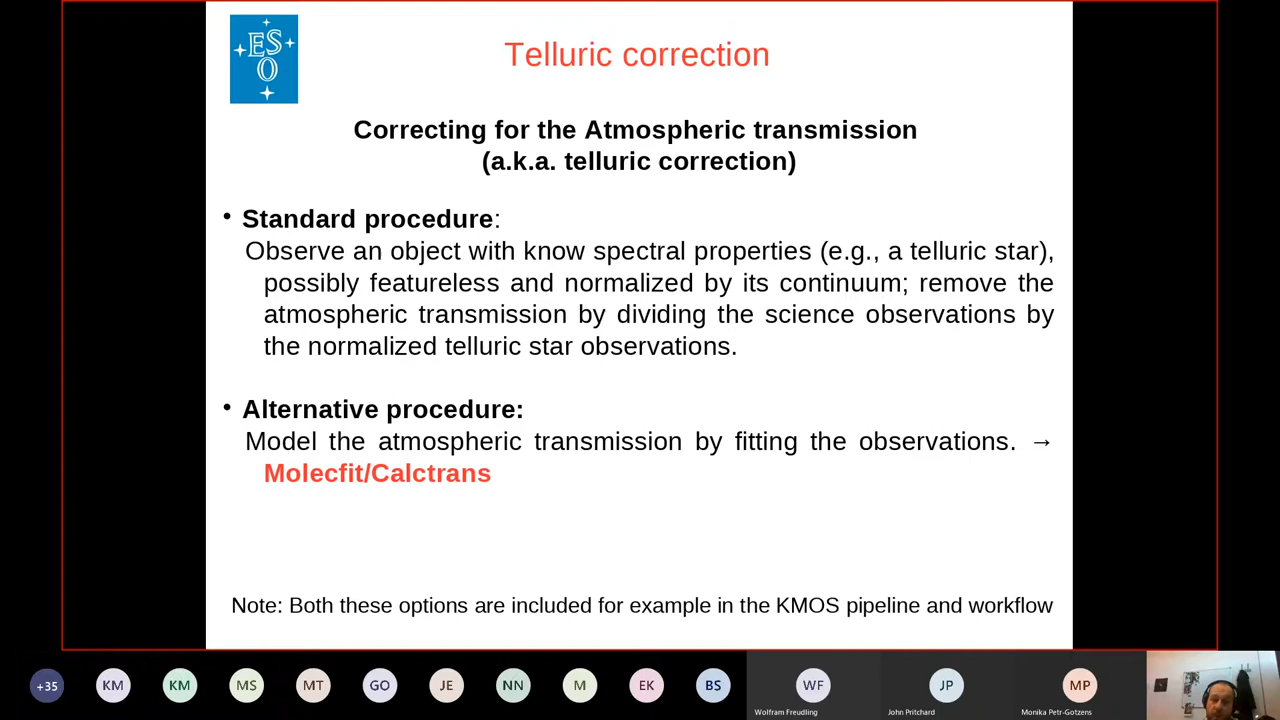 ESO
Telluric correction
Correcting for the Atmospheric transmission
(a.k.a. telluric correction)
• Standard procedure:
Observe an object with know spectral properties (e.g., a telluric star),
possibly featureless and normalized by its continuum; remove the
atmospheric transmission by dividing the science observations by
the normalized telluric star observations.
• Alternative procedure:
Model the atmospheric transmission by fitting the observations. →
Molecfit/Calctrans
Note: Both these options are included for example in the KMOS pipeline and workflow
+35 KM KM MS MT GO JE NN M EK BS WF JP MP
Wolfram Freudling John Pritchard Monika Petr-Gotzens